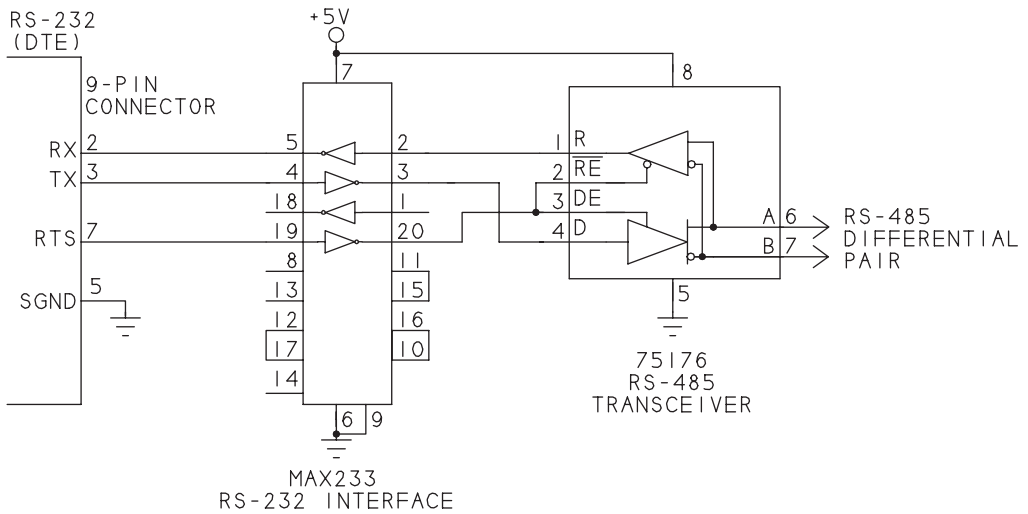 RS-232
(DTE)
+5V
7
8
9-PIN
CONNECTOR
RX 2
5
2
1 R
TX 3
4
3
2 RE
18
1
3 DE
RTS 7
19
20
4 D
A 6
B 7
RS-485
DIFFERENTIAL
PAIR
8
11
SGND 5
13
15
5
12
16
17
10
14
6 9
75176
RS-485
TRANSCEIVER
MAX233
RS-232 INTERFACE